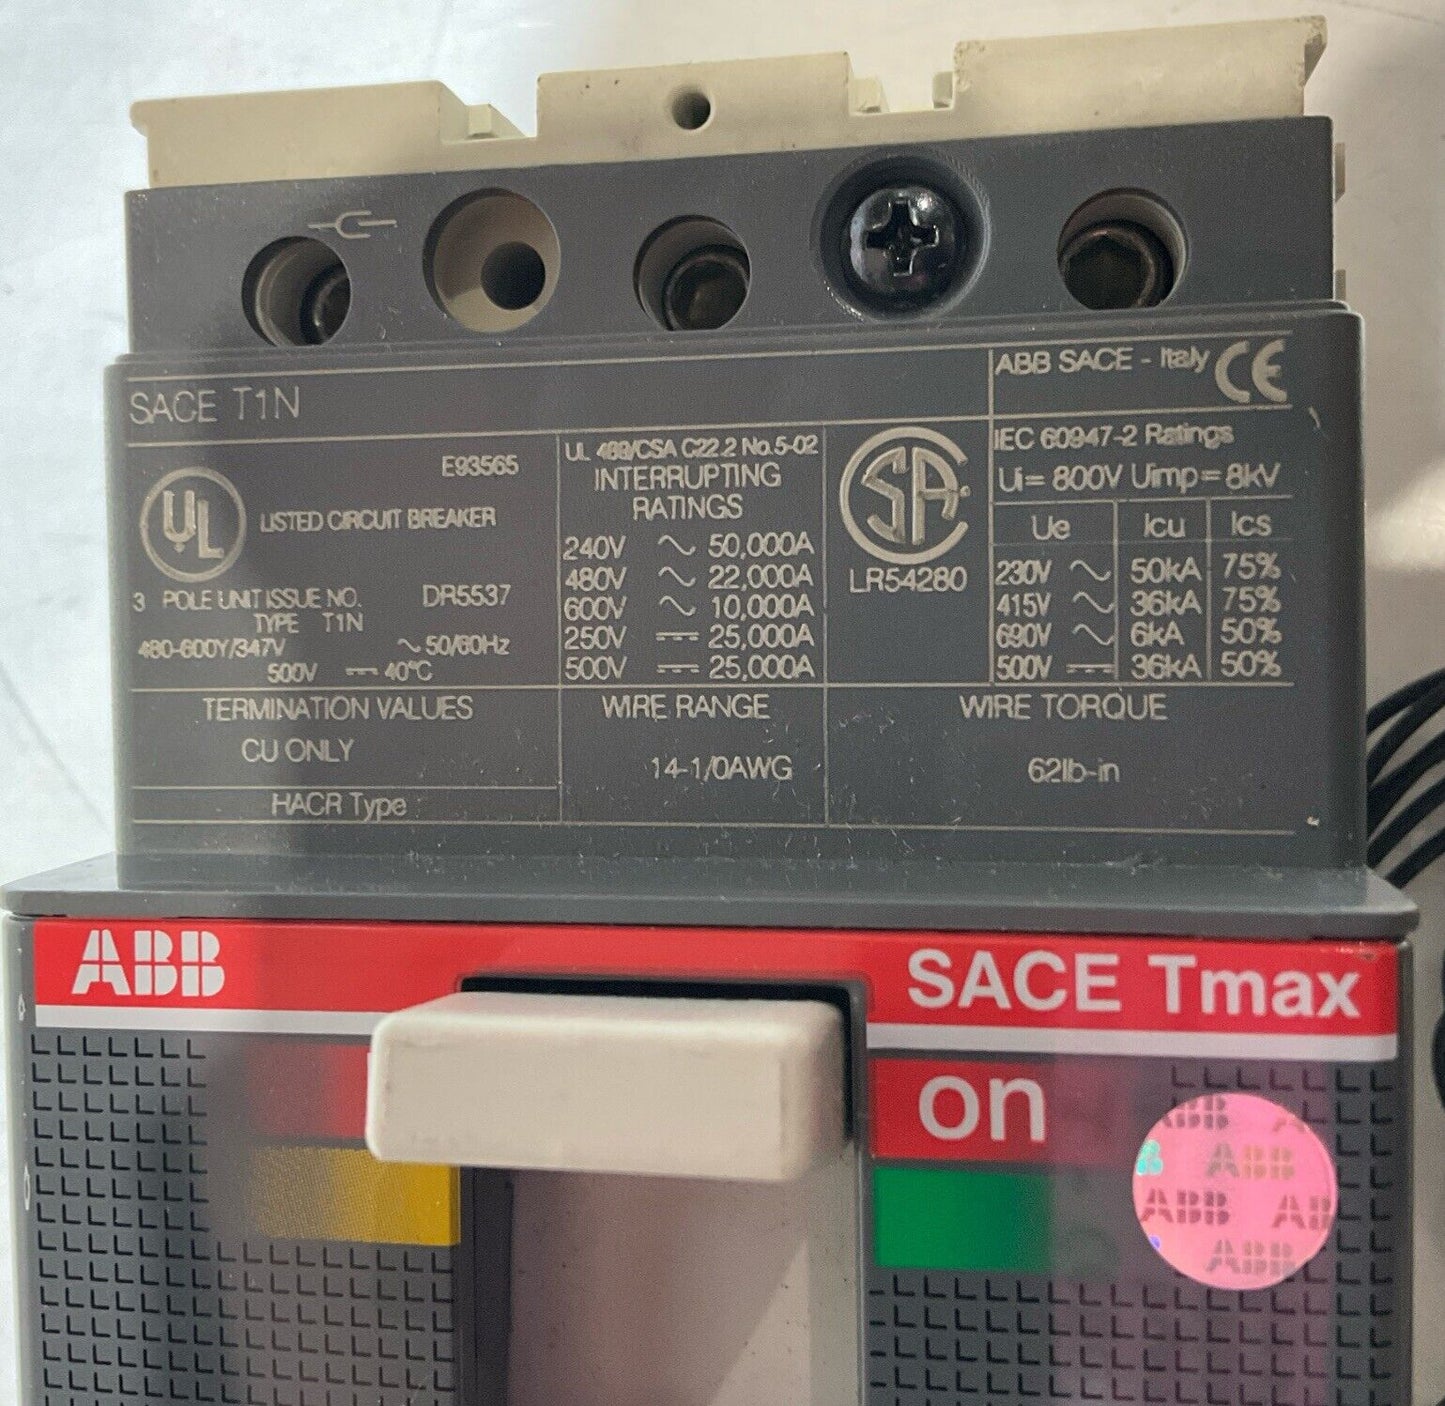 SACE T1N
ABB SACE - Italy CE
E93565
UL
LISTED CIRCUIT BREAKER
3 POLE UNIT ISSUE NO. DR5537
TYPE T1N
480-600Y/347V ∼ 50/60Hz
500V ⎓ 40°C
UL 489/CSA C22.2 No.5-02
INTERRUPTING
RATINGS
240V ∼ 50,000A
480V ∼ 22,000A
600V ∼ 10,000A
250V ⎓ 25,000A
500V ⎓ 25,000A
SA
LR54280
IEC 60947-2 Ratings
Ui= 800V Uimp= 8kV
Ue Icu Ics
230V ∼ 50kA 75%
415V ∼ 36kA 75%
690V ∼ 6kA 50%
500V ⎓ 36kA 50%
TERMINATION VALUES
CU ONLY
HACR Type
WIRE RANGE
14-1/0AWG
WIRE TORQUE
62lb-in
ABB
SACE Tmax
on
ABB
ABB
ABB
ABB